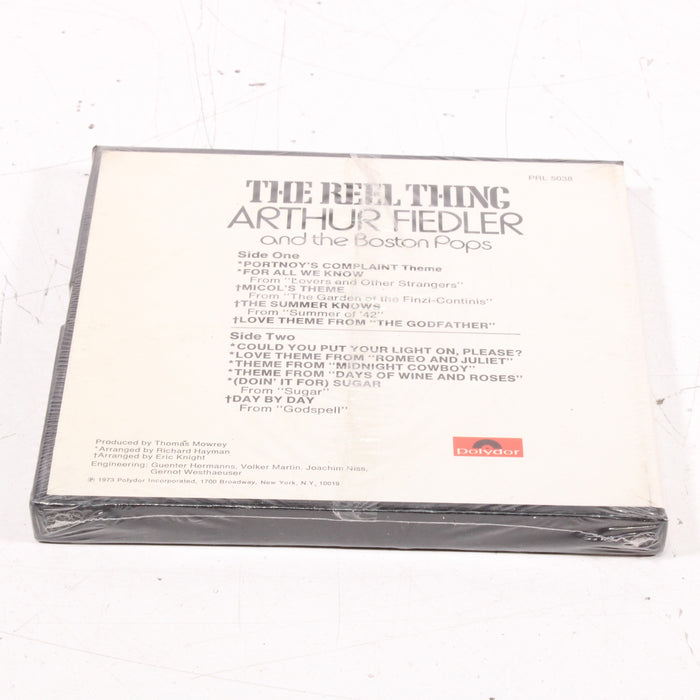 PRL 5038
THE REEL THING
ARTHUR FIEDLER
and the Boston Pops
Side One
*PORTNOY'S COMPLAINT Theme
*FOR ALL WE KNOW
From "Lovers and Other Strangers"
†MICOL'S THEME
From "The Garden of the Finzi-Continis"
†THE SUMMER KNOWS
From "Summer of '42"
†LOVE THEME FROM "THE GODFATHER"
Side Two
*COULD YOU PUT YOUR LIGHT ON, PLEASE?
*LOVE THEME FROM "ROMEO AND JULIET"
*THEME FROM "MIDNIGHT COWBOY"
*THEME FROM "DAYS OF WINE AND ROSES"
*(DOIN' IT FOR) SUGAR
From "Sugar"
†DAY BY DAY
From "Godspell"
Produced by Thomas Mowrey
*Arranged by Richard Hayman
†Arranged by Eric Knight
Engineering: Guenter Hermanns, Volker Martin, Joachim Niss,
Gernot Westhaeuser
℗ 1973 Polydor Incorporated, 1700 Broadway, New York, N.Y. 10019
Polydor